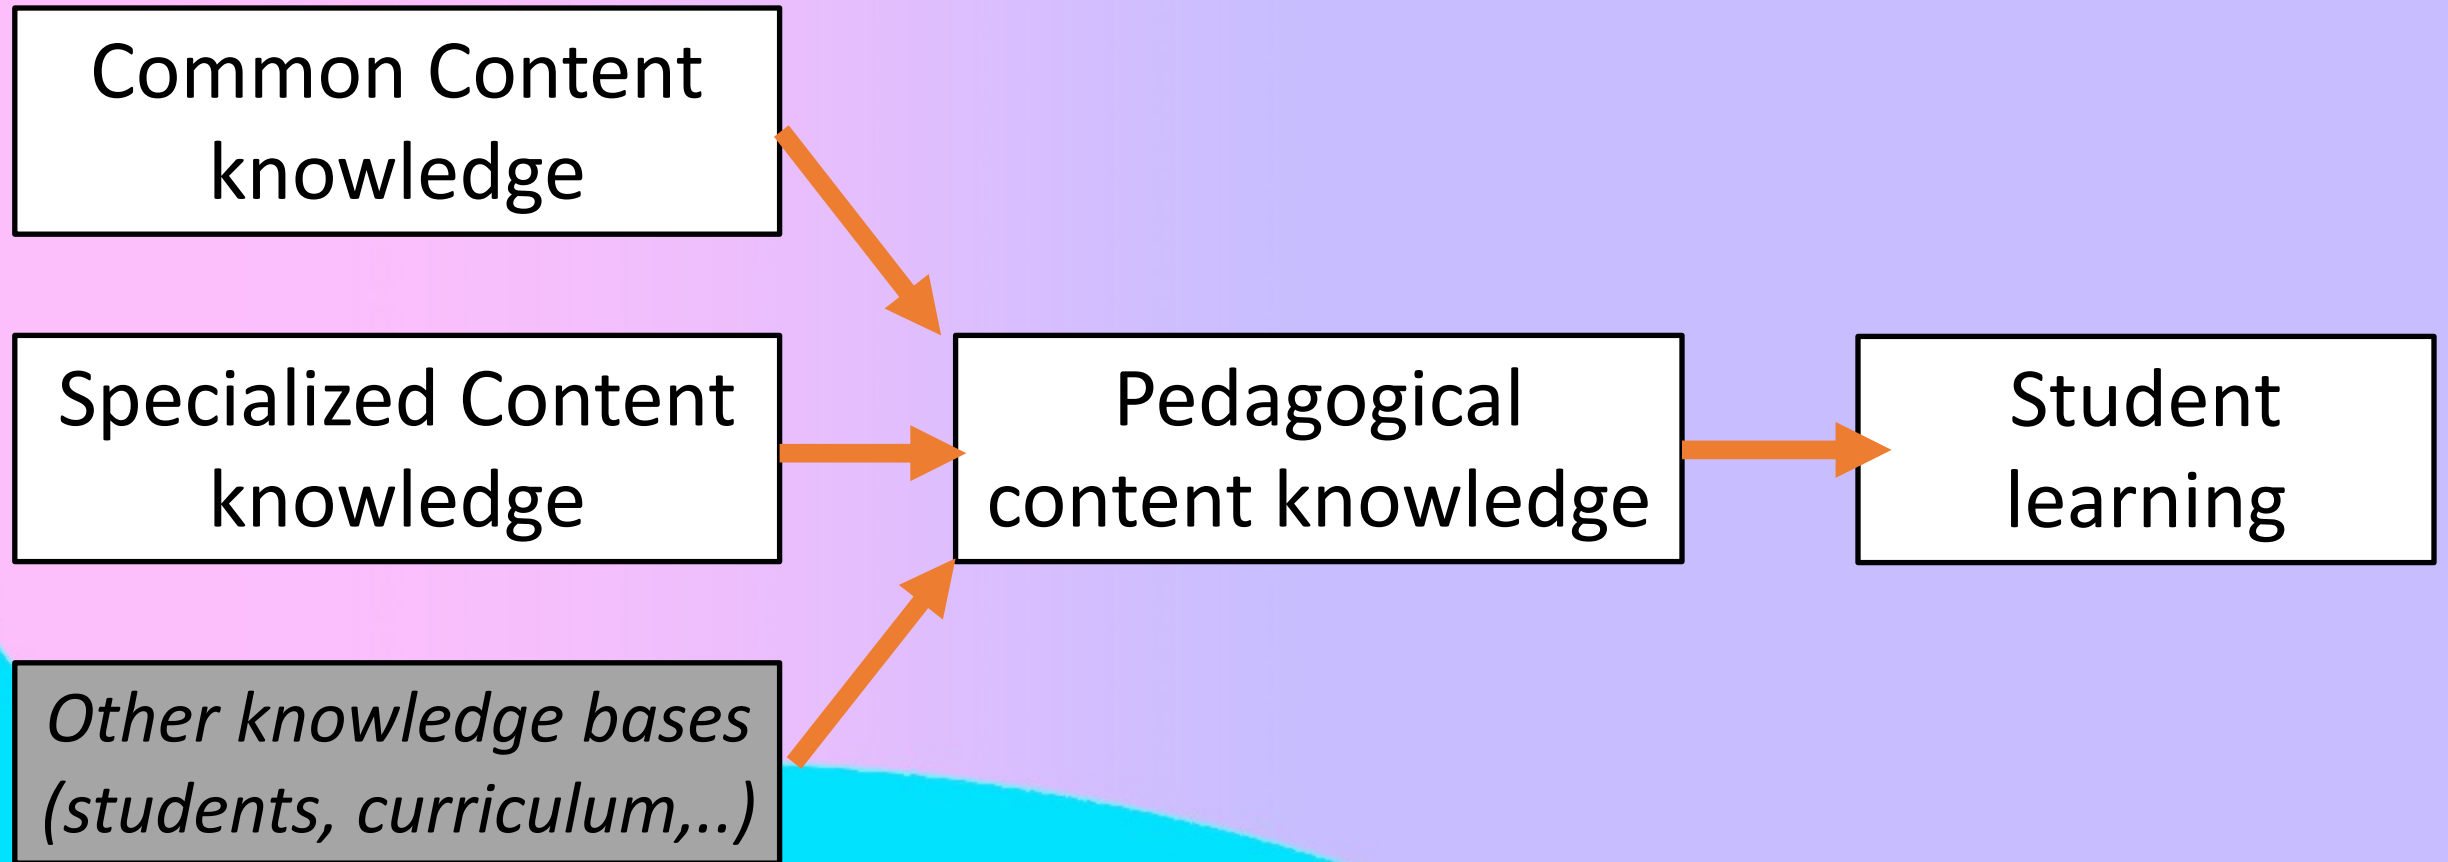 Common Content
knowledge
Specialized Content
knowledge
Pedagogical
content knowledge
Student
learning
Other knowledge bases
(students, curriculum,..)